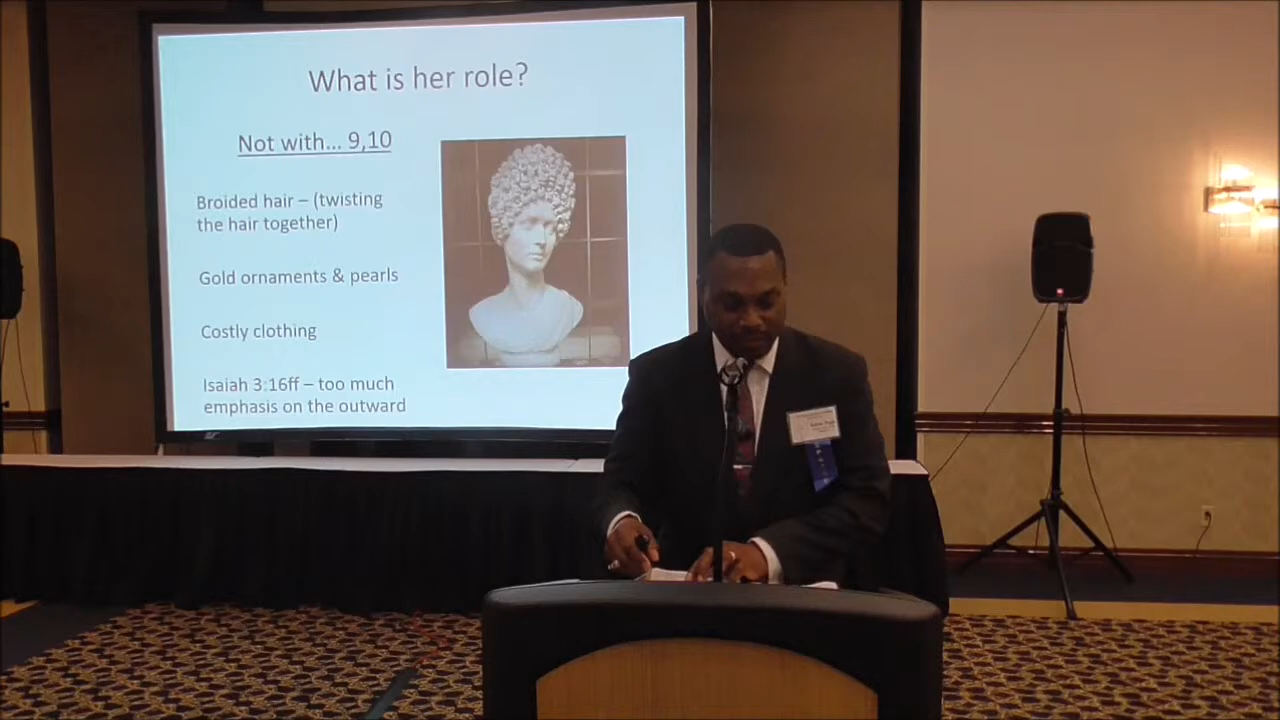 What is her role?
Not with... 9,10
Broided hair – (twisting
the hair together)
Gold ornaments & pearls
Costly clothing
Isaiah 3:16ff – too much
emphasis on the outward